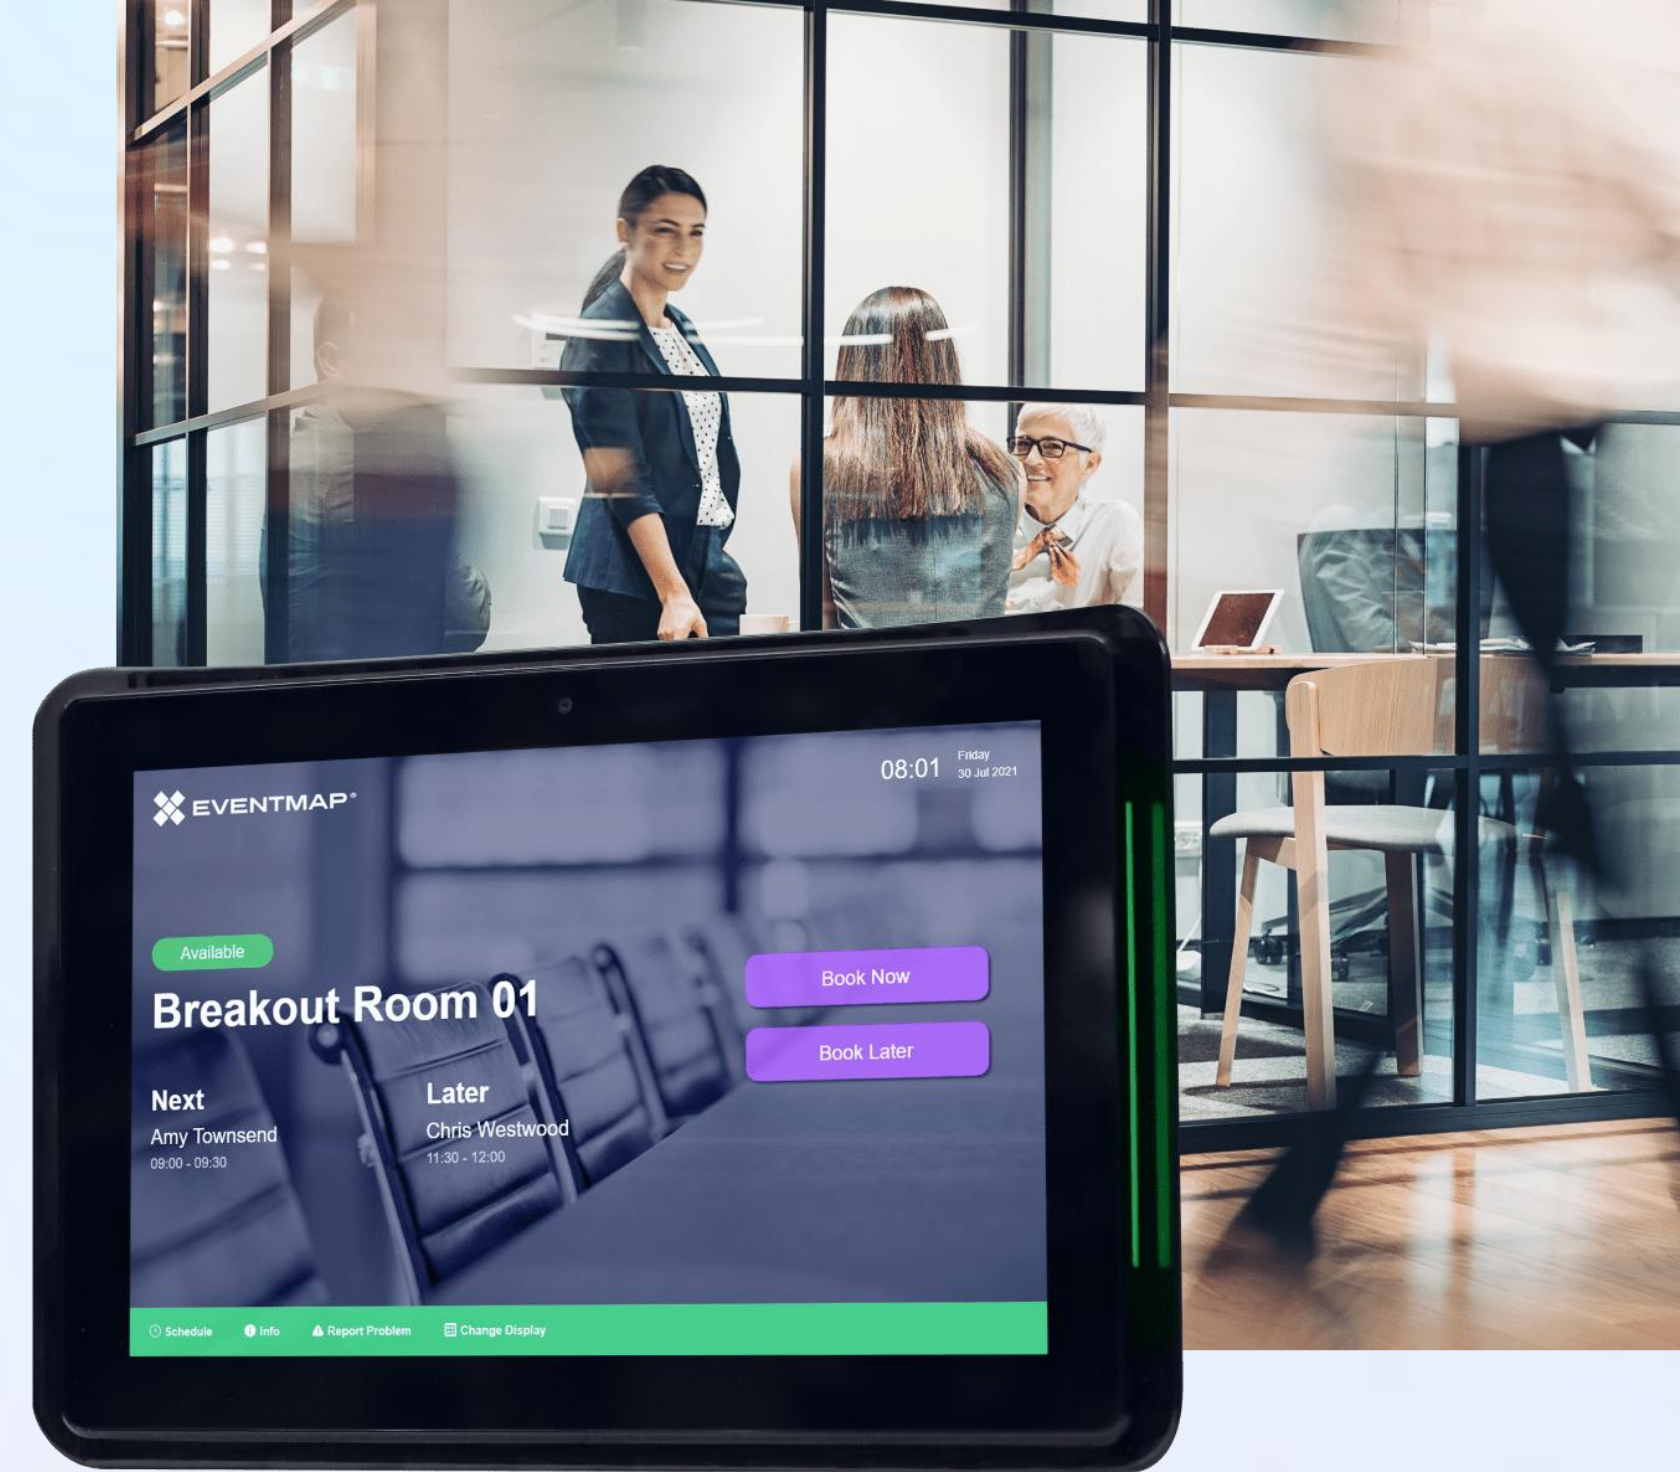 EVENTMAP®
08:01
Friday
30 Jul 2021
Available
Breakout Room 01
Book Now
Book Later
Next
Later
Amy Townsend
Chris Westwood
09:00 - 09:30
11:30 - 12:00
Schedule
Info
Report Problem
Change Display